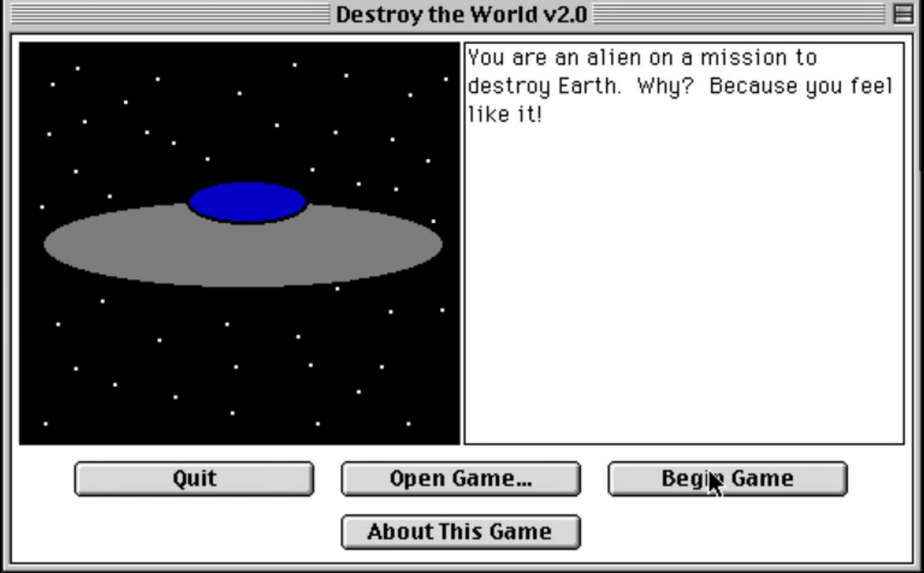 Destroy the World v2.0
You are an alien on a mission to
destroy Earth.  Why?  Because you feel
like it!
Quit
Open Game...
Begin Game
About This Game